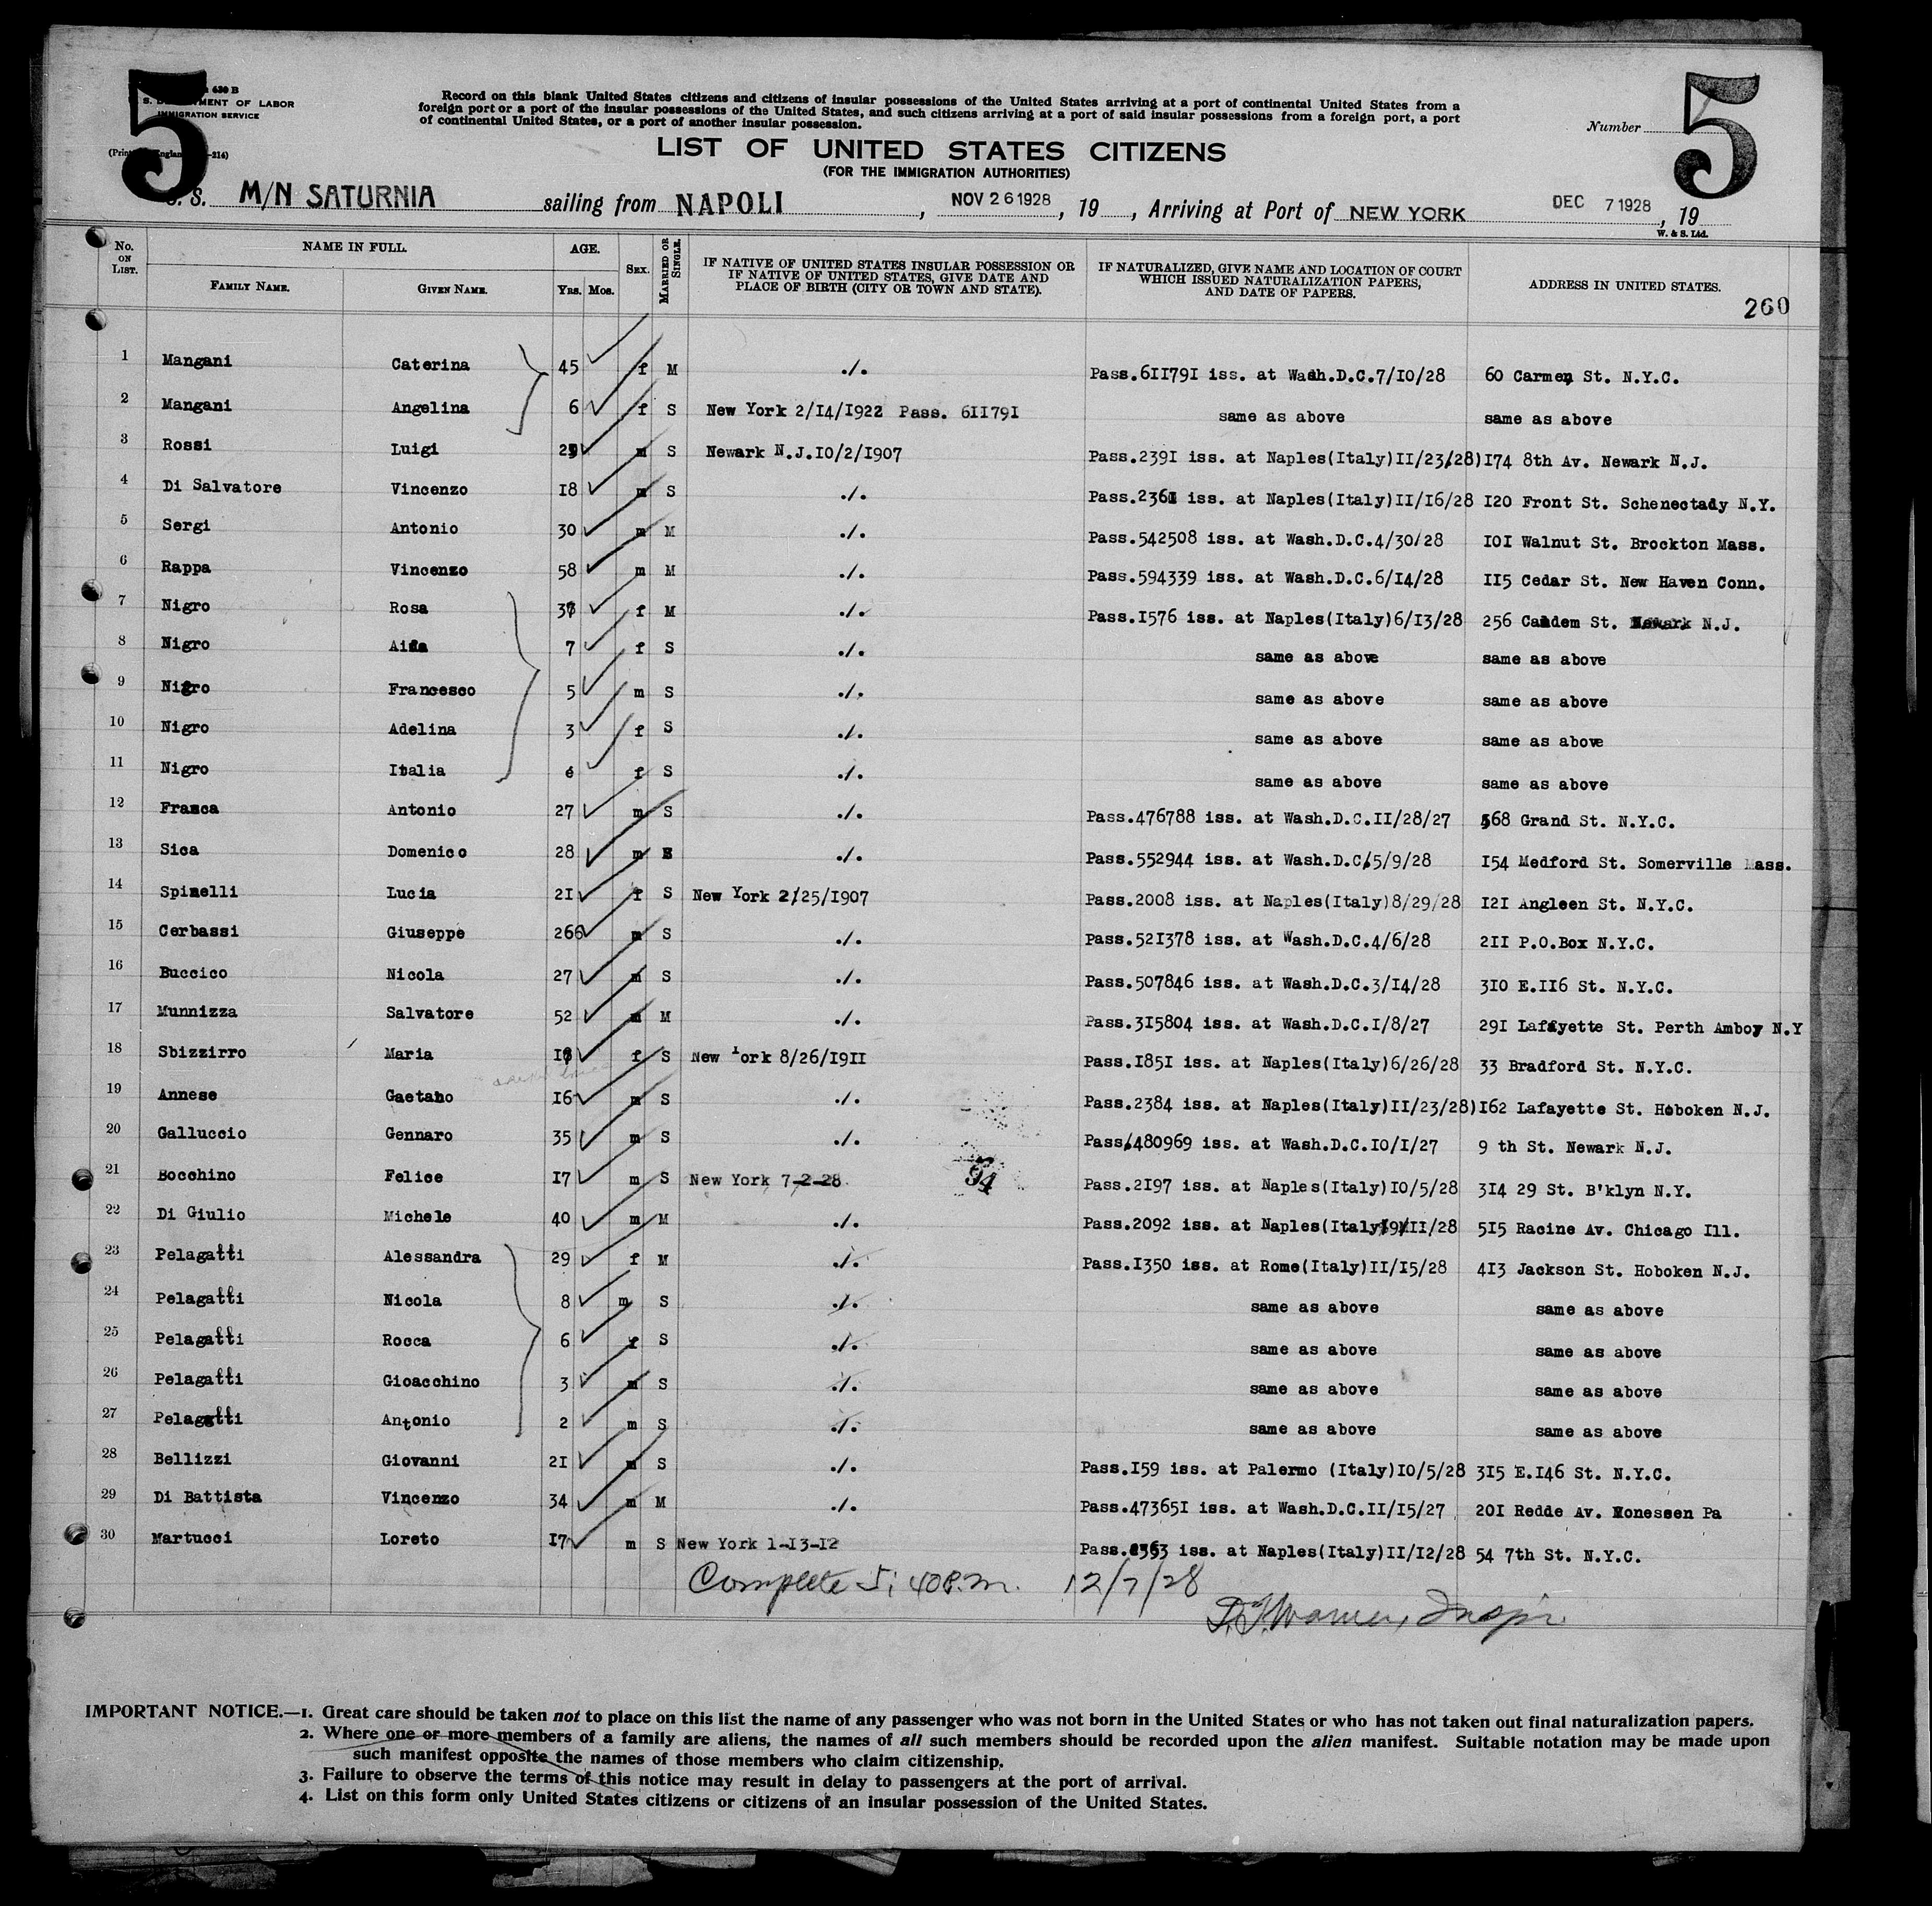 5
630 B
DEPARTMENT OF LABOR
IMMIGRATION SERVICE
Record on this blank United States citizens and citizens of insular possessions of the United States arriving at a port of continental United States from a
foreign port or a port of the insular possessions of the United States, and such citizens arriving at a port of said insular possessions from a foreign port, a port
of continental United States, or a port of another insular possession.
Number 5
LIST OF UNITED STATES CITIZENS
(FOR THE IMMIGRATION AUTHORITIES)
S. S. M/N SATURNIA sailing from NAPOLI, NOV 26 1928, 19 , Arriving at Port of NEW YORK DEC 7 1928, 19
W. & S. Ltd.
No. ON LIST. NAME IN FULL. FAMILY NAME. GIVEN NAME. AGE. Yrs. Mos. SEX. MARRIED OR SINGLE. IF NATIVE OF UNITED STATES INSULAR POSSESSION OR IF NATIVE OF UNITED STATES, GIVE DATE AND PLACE OF BIRTH (CITY OR TOWN AND STATE). IF NATURALIZED, GIVE NAME AND LOCATION OF COURT WHICH ISSUED NATURALIZATION PAPERS, AND DATE OF PAPERS. ADDRESS IN UNITED STATES.
260
1 Mangani Caterina 45 f M ./. Pass.611791 iss. at Wash.D.C.7/10/28 60 Carmen St. N.Y.C.
2 Mangani Angelina 6 f S New York 2/14/1922 Pass. 611791 same as above same as above
3 Rossi Luigi m S Newark N.J.10/2/1907 Pass.2391 iss. at Naples(Italy)11/23/28) 174 8th Av. Newark N.J.
4 Di Salvatore Vincenzo 18 m S ./. Pass.2361 iss. at Naples(Italy)11/16/28 120 Front St. Schenectady N.Y.
5 Sergi Antonio 30 m M ./. Pass.542508 iss. at Wash.D.C.4/30/28 101 Walnut St. Brockton Mass.
6 Rappa Vincenzo 58 m M ./. Pass.594339 iss. at Wash.D.C.6/14/28 115 Cedar St. New Haven Conn.
7 Nigro Rosa f M ./. Pass.1576 iss. at Naples(Italy)6/13/28 256 Camdem St. Newark N.J.
8 Nigro Aida 7 f S ./. same as above same as above
9 Nigro Francesco 5 m S ./. same as above same as above
10 Nigro Adelina 3 f S ./. same as above same as above
11 Nigro Italia 6 f S ./. same as above same as above
12 Franca Antonio 27 m S ./. Pass.476788 iss. at Wash.D.C.11/28/27 568 Grand St. N.Y.C.
13 Sica Domenico 28 m S ./. Pass.552944 iss. at Wash.D.C.5/9/28 154 Medford St. Somerville Mass.
14 Spinelli Lucia 21 f S New York 2/25/1907 Pass.2008 iss. at Naples(Italy)8/29/28 121 Angleen St. N.Y.C.
15 Cerbassi Giuseppe 266 m S ./. Pass.521378 iss. at Wash.D.C.4/6/28 211 P.O.Box N.Y.C.
16 Buccico Nicola 27 m S ./. Pass.507846 iss. at Wash.D.C.3/14/28 310 E.116 St. N.Y.C.
17 Munnizza Salvatore 52 m M ./. Pass.315804 iss. at Wash.D.C.1/8/27 291 Lafayette St. Perth Amboy N.Y
18 Sbizzirro Maria f S New York 8/26/1911 Pass.1851 iss. at Naples(Italy)6/26/28 33 Bradford St. N.Y.C.
19 Annese Gaetano 16 m S ./. Pass.2384 iss. at Naples(Italy)11/23/28) 162 Lafayette St. Hoboken N.J.
20 Galluccio Gennaro 35 m S ./. Pass.480969 iss. at Wash.D.C.10/1/27 9 th St. Newark N.J.
21 Bocchino Felice 17 m S New York 7-2-28 Pass.2197 iss. at Naples(Italy)10/5/28 314 29 St. B'klyn N.Y.
22 Di Giulio Michele 40 m M ./. Pass.2092 iss. at Naples(Italy)9/11/28 515 Racine Av. Chicago Ill.
23 Pelagatti Alessandra 29 f M ./. Pass.1350 iss. at Rome(Italy)11/15/28 413 Jackson St. Hoboken N.J.
24 Pelagatti Nicola 8 m S ./. same as above same as above
25 Pelagatti Rocca 6 f S ./. same as above same as above
26 Pelagatti Gioacchino 3 m S ./. same as above same as above
27 Pelagatti Antonio 2 m S ./. same as above same as above
28 Bellizzi Giovanni 21 m S ./. Pass.159 iss. at Palermo (Italy)10/5/28 315 E.146 St. N.Y.C.
29 Di Battista Vincenzo 34 m M ./. Pass.473651 iss. at Wash.D.C.11/15/27 201 Redde Av. Monessen Pa
30 Martucci Loreto 17 m S New York 1-13-12 iss. at Naples(Italy)11/12/28 54 7th St. N.Y.C.
Complete 5:40 P.m. 12/7/28
Inspr.
IMPORTANT NOTICE.—1. Great care should be taken not to place on this list the name of any passenger who was not born in the United States or who has not taken out final naturalization papers.
2. Where one or more members of a family are aliens, the names of all such members should be recorded upon the alien manifest. Suitable notation may be made upon
such manifest opposite the names of those members who claim citizenship.
3. Failure to observe the terms of this notice may result in delay to passengers at the port of arrival.
4. List on this form only United States citizens or citizens of an insular possession of the United States.